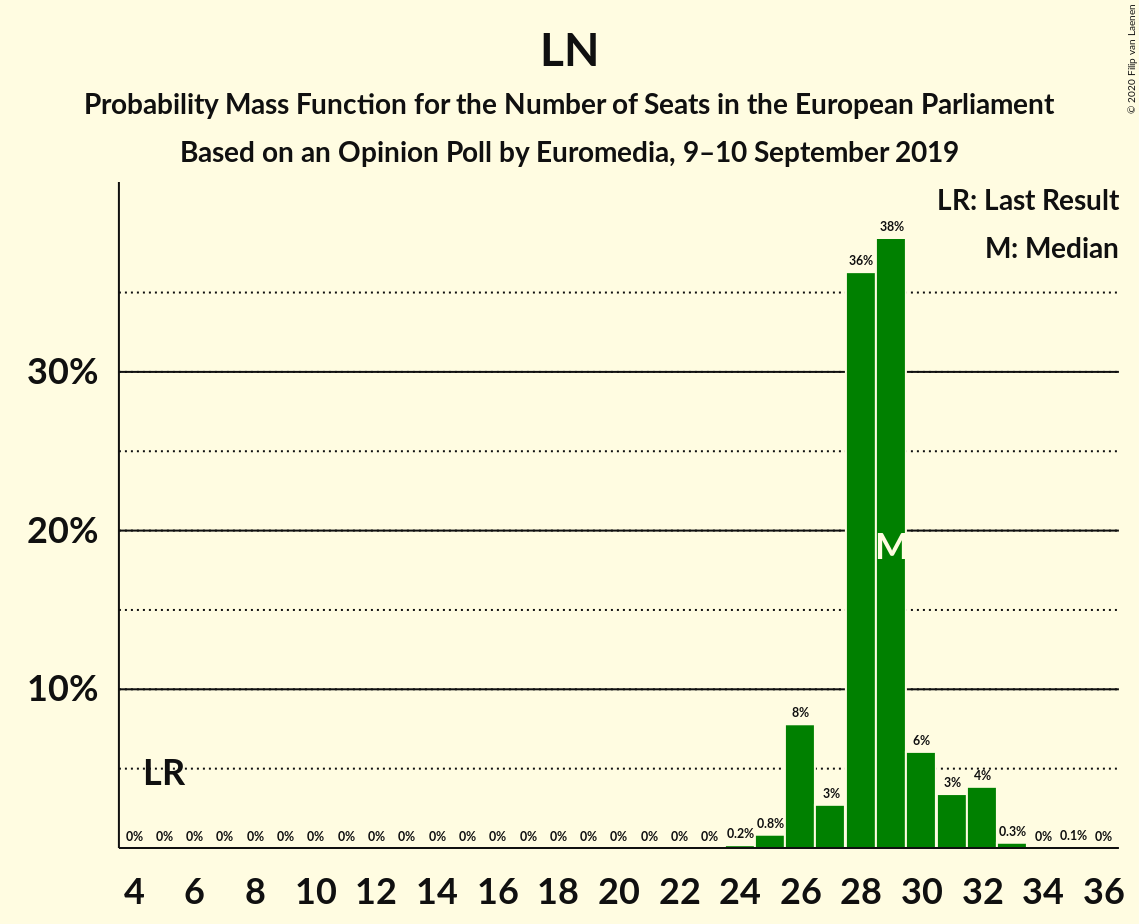 LN
Probability Mass Function for the Number of Seats in the European Parliament
Based on an Opinion Poll by Euromedia, 9–10 September 2019
© 2020 Filip van Laenen
LR: Last Result
M: Median
38%
36%
30%
20%
M
10%
8%
6%
LR
3%
3%
4%
0% 0% 0% 0% 0% 0% 0% 0% 0% 0% 0% 0% 0% 0% 0% 0% 0% 0% 0% 0% 0.2% 0.8% 0.3% 0% 0.1% 0%
4 6 8 10 12 14 16 18 20 22 24 26 28 30 32 34 36